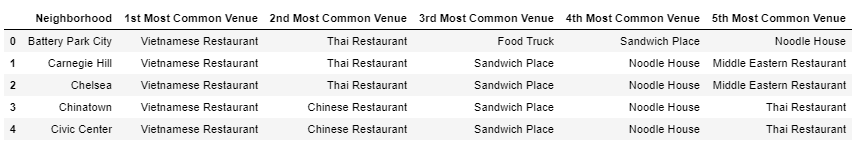 Neighborhood 1st Most Common Venue 2nd Most Common Venue 3rd Most Common Venue 4th Most Common Venue 5th Most Common Venue
0 Battery Park City Vietnamese Restaurant Thai Restaurant Food Truck Sandwich Place Noodle House
1 Carnegie Hill Vietnamese Restaurant Thai Restaurant Sandwich Place Noodle House Middle Eastern Restaurant
2 Chelsea Vietnamese Restaurant Thai Restaurant Sandwich Place Noodle House Middle Eastern Restaurant
3 Chinatown Vietnamese Restaurant Chinese Restaurant Sandwich Place Noodle House Thai Restaurant
4 Civic Center Vietnamese Restaurant Chinese Restaurant Sandwich Place Noodle House Thai Restaurant